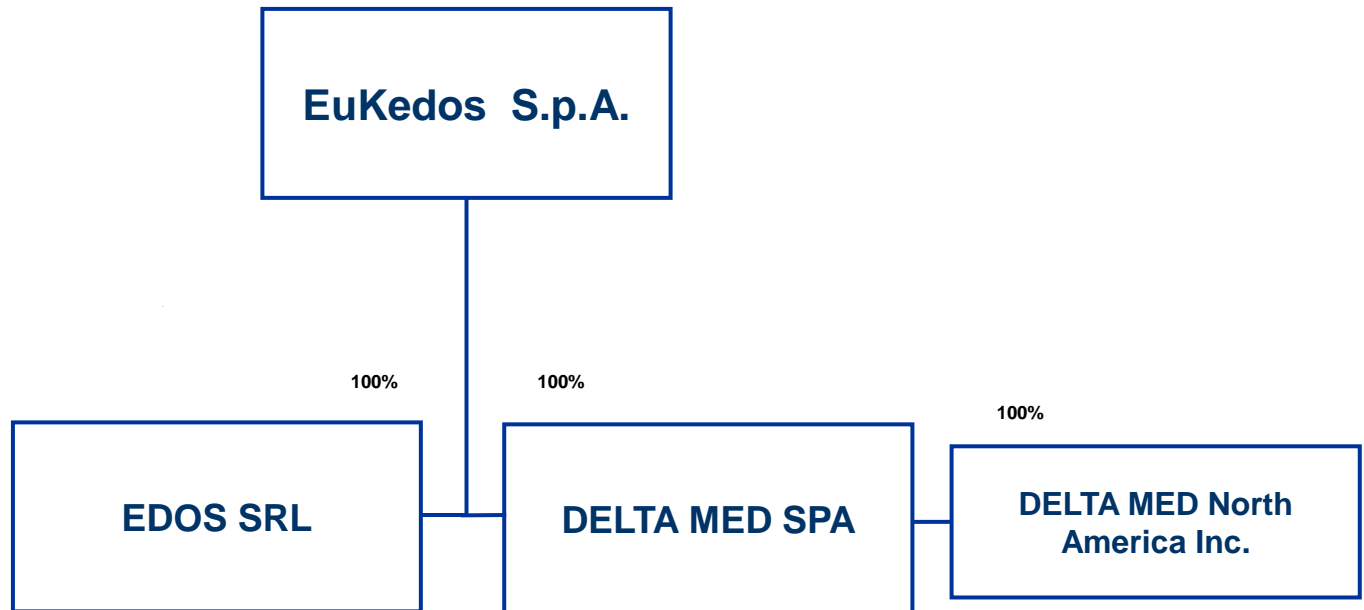 EuKedos S.p.A.
100%
100%
100%
EDOS SRL
DELTA MED SPA
DELTA MED North
America Inc.